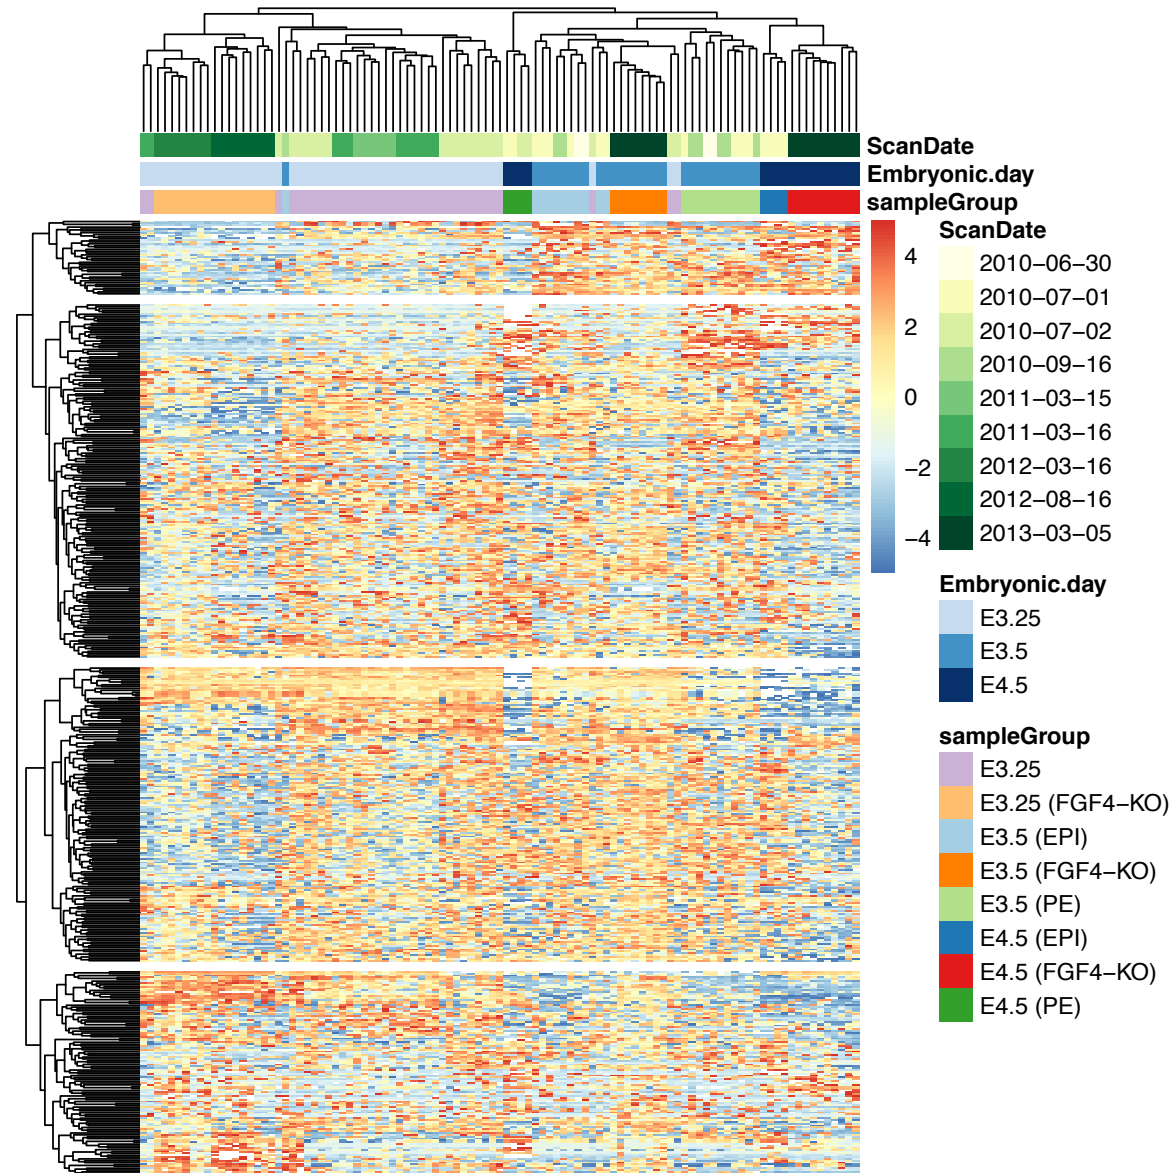 ScanDate
Embryonic.day
sampleGroup
4
2
0
−2
−4
ScanDate
2010−06−30
2010−07−01
2010−07−02
2010−09−16
2011−03−15
2011−03−16
2012−03−16
2012−08−16
2013−03−05
Embryonic.day
E3.25
E3.5
E4.5
sampleGroup
E3.25
E3.25 (FGF4−KO)
E3.5 (EPI)
E3.5 (FGF4−KO)
E3.5 (PE)
E4.5 (EPI)
E4.5 (FGF4−KO)
E4.5 (PE)